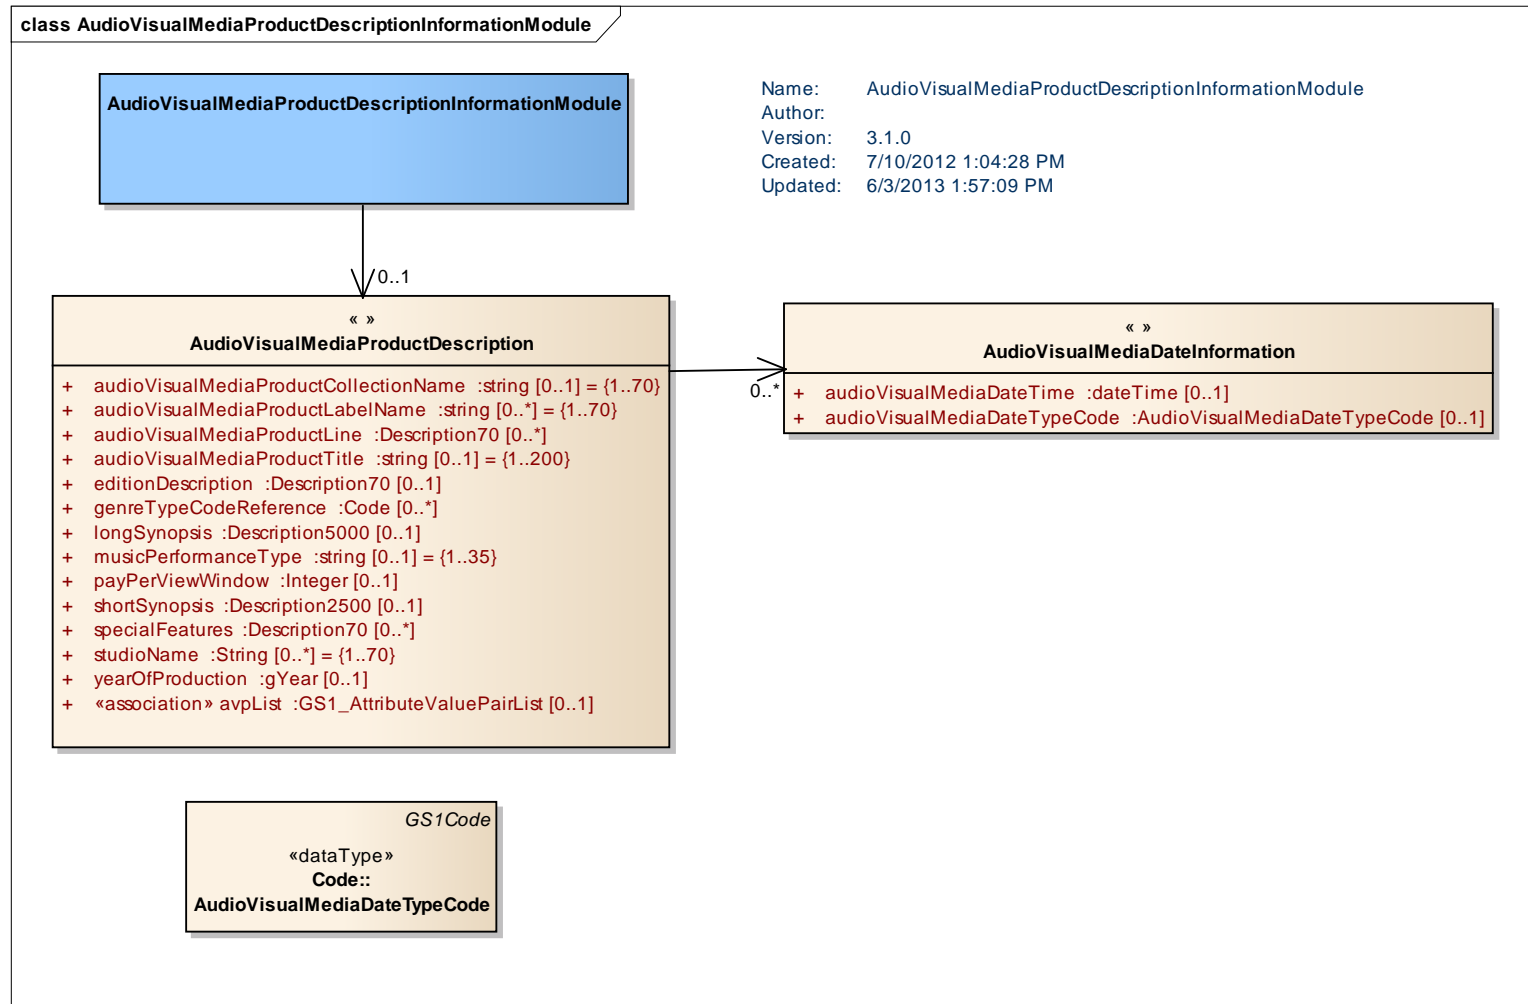 class AudioVisualMediaProductDescriptionInformationModule
AudioVisualMediaProductDescriptionInformationModule
Name: AudioVisualMediaProductDescriptionInformationModule
Author:
Version: 3.1.0
Created: 7/10/2012 1:04:28 PM
Updated: 6/3/2013 1:57:09 PM
0..1
« »
AudioVisualMediaProductDescription
+ audioVisualMediaProductCollectionName :string [0..1] = {1..70}
+ audioVisualMediaProductLabelName :string [0..*] = {1..70}
+ audioVisualMediaProductLine :Description70 [0..*]
+ audioVisualMediaProductTitle :string [0..1] = {1..200}
+ editionDescription :Description70 [0..1]
+ genreTypeCodeReference :Code [0..*]
+ longSynopsis :Description5000 [0..1]
+ musicPerformanceType :string [0..1] = {1..35}
+ payPerViewWindow :Integer [0..1]
+ shortSynopsis :Description2500 [0..1]
+ specialFeatures :Description70 [0..*]
+ studioName :String [0..*] = {1..70}
+ yearOfProduction :gYear [0..1]
+ «association» avpList :GS1_AttributeValuePairList [0..1]
0..*
« »
AudioVisualMediaDateInformation
+ audioVisualMediaDateTime :dateTime [0..1]
+ audioVisualMediaDateTypeCode :AudioVisualMediaDateTypeCode [0..1]
GS1Code
«dataType»
Code::
AudioVisualMediaDateTypeCode